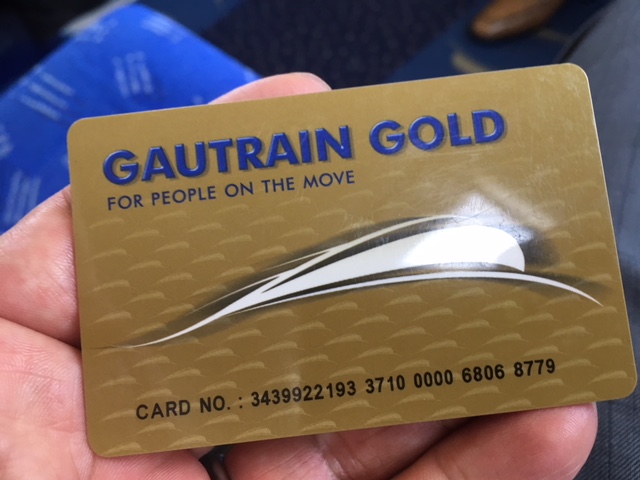 GAUTRAIN GOLD
FOR PEOPLE ON THE MOVE
CARD NO. : 3439922193 3710 0000 6806 8779